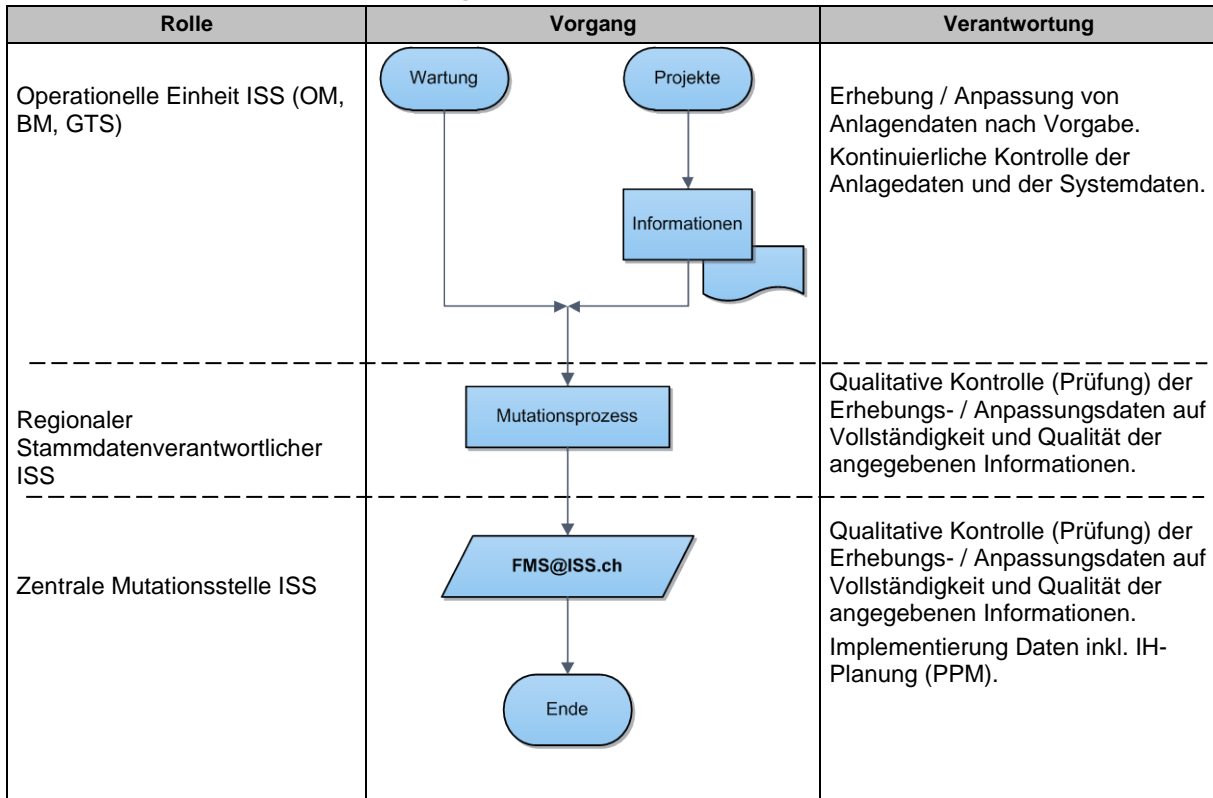 Rolle
Vorgang
Verantwortung
Operationelle Einheit ISS (OM,
BM, GTS)
Wartung
Projekte
Informationen
Erhebung / Anpassung von
Anlagendaten nach Vorgabe.
Kontinuierliche Kontrolle der
Anlagedaten und der Systemdaten.
Regionaler
Stammdatenverantwortlicher
ISS
Mutationsprozess
Qualitative Kontrolle (Prüfung) der
Erhebungs- / Anpassungsdaten auf
Vollständigkeit und Qualität der
angegebenen Informationen.
Zentrale Mutationsstelle ISS
FMS@ISS.ch
Ende
Qualitative Kontrolle (Prüfung) der
Erhebungs- / Anpassungsdaten auf
Vollständigkeit und Qualität der
angegebenen Informationen.
Implementierung Daten inkl. IH-
Planung (PPM).